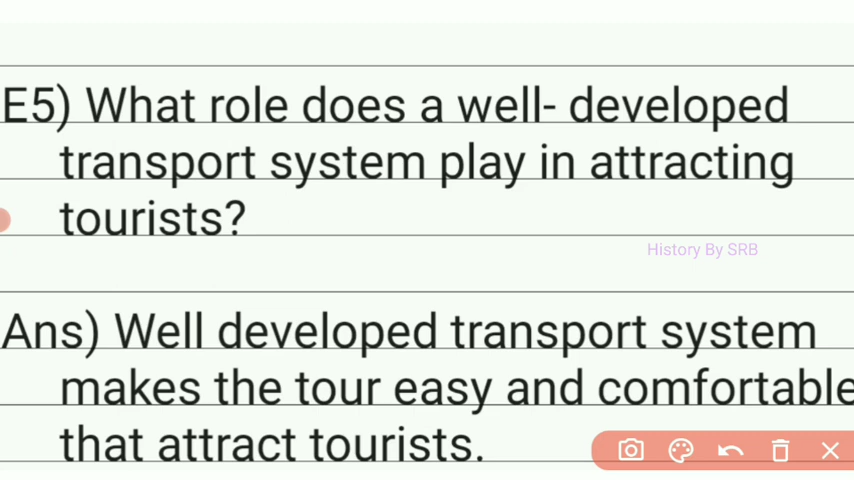 E5) What role does a well- developed
transport system play in attracting
tourists?
History By SRB
Ans) Well developed transport system
makes the tour easy and comfortable
that attract tourists.